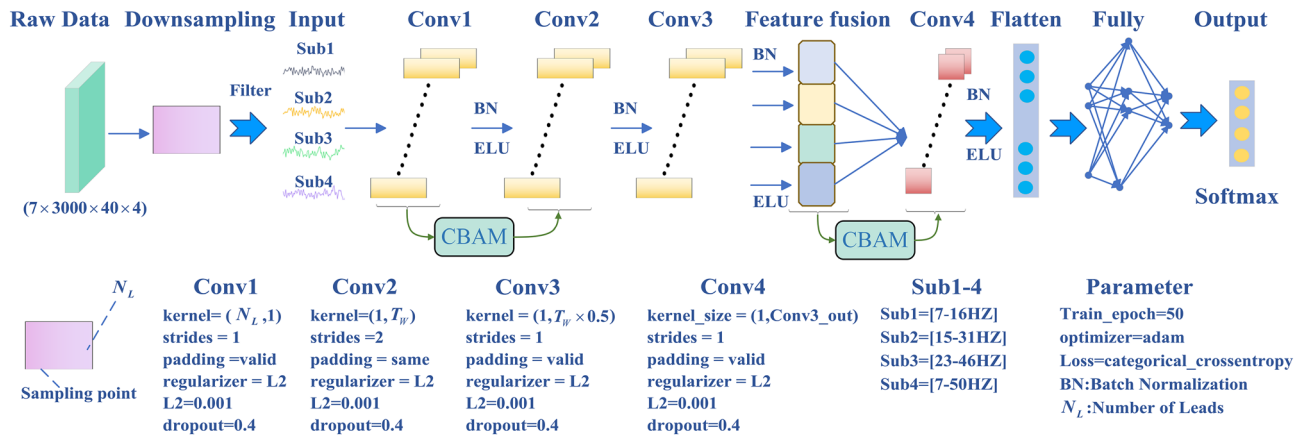 Raw Data Downsampling Input Conv1 Conv2 Conv3 Feature fusion Conv4 Flatten Fully Output
Filter
Sub1
Sub2
Sub3
Sub4
BN
ELU
BN
ELU
BN
ELU
BN
ELU
Softmax
(7×3000×40×4)
CBAM
CBAM
N_L
Sampling point
Conv1
kernel= ( N_L ,1)
strides = 1
padding =valid
regularizer = L2
L2=0.001
dropout=0.4
Conv2
kernel=(1,T_W)
strides =2
padding = same
regularizer = L2
L2=0.001
dropout=0.4
Conv3
kernel = (1,T_W × 0.5)
strides = 1
padding = valid
regularizer = L2
L2=0.001
dropout=0.4
Conv4
kernel_size = (1,Conv3_out)
strides = 1
padding =valid
regularizer = L2
L2=0.001
dropout=0.4
Sub1-4
Sub1=[7-16HZ]
Sub2=[15-31HZ]
Sub3=[23-46HZ]
Sub4=[7-50HZ]
Parameter
Train_epoch=50
optimizer=adam
Loss=categorical_crossentropy
BN:Batch Normalization
N_L :Number of Leads